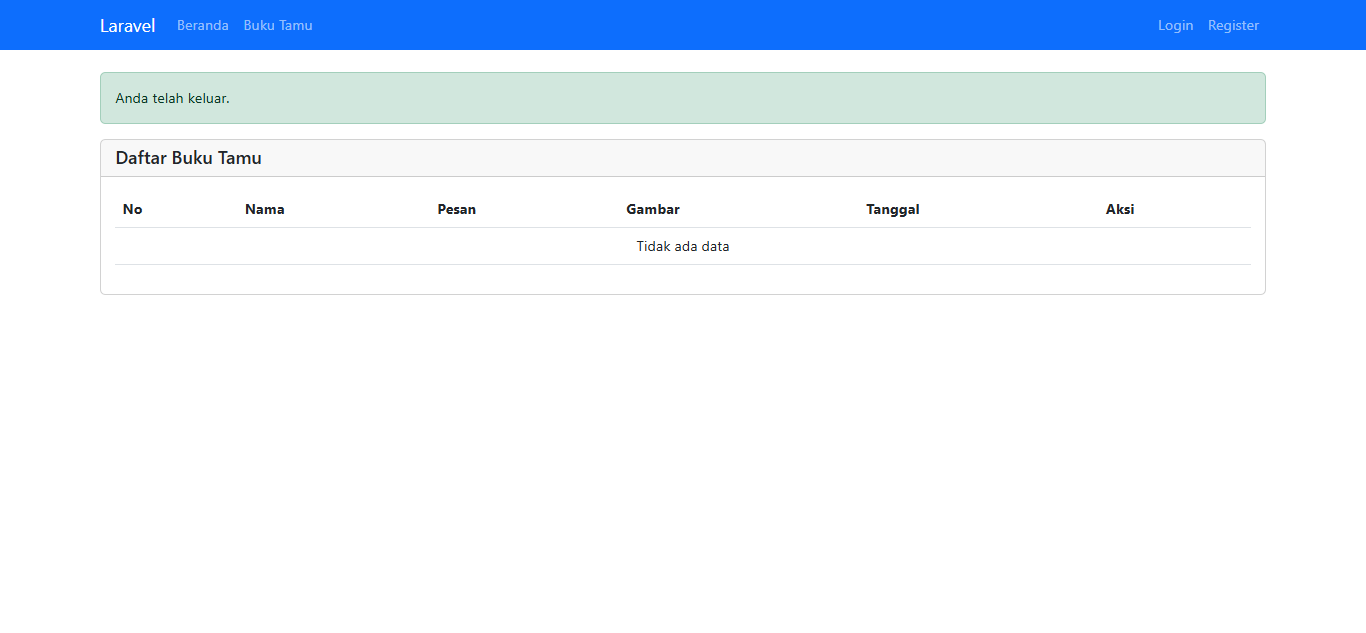 Laravel Beranda Buku Tamu Login Register
Anda telah keluar.
Daftar Buku Tamu
No Nama Pesan Gambar Tanggal Aksi
Tidak ada data